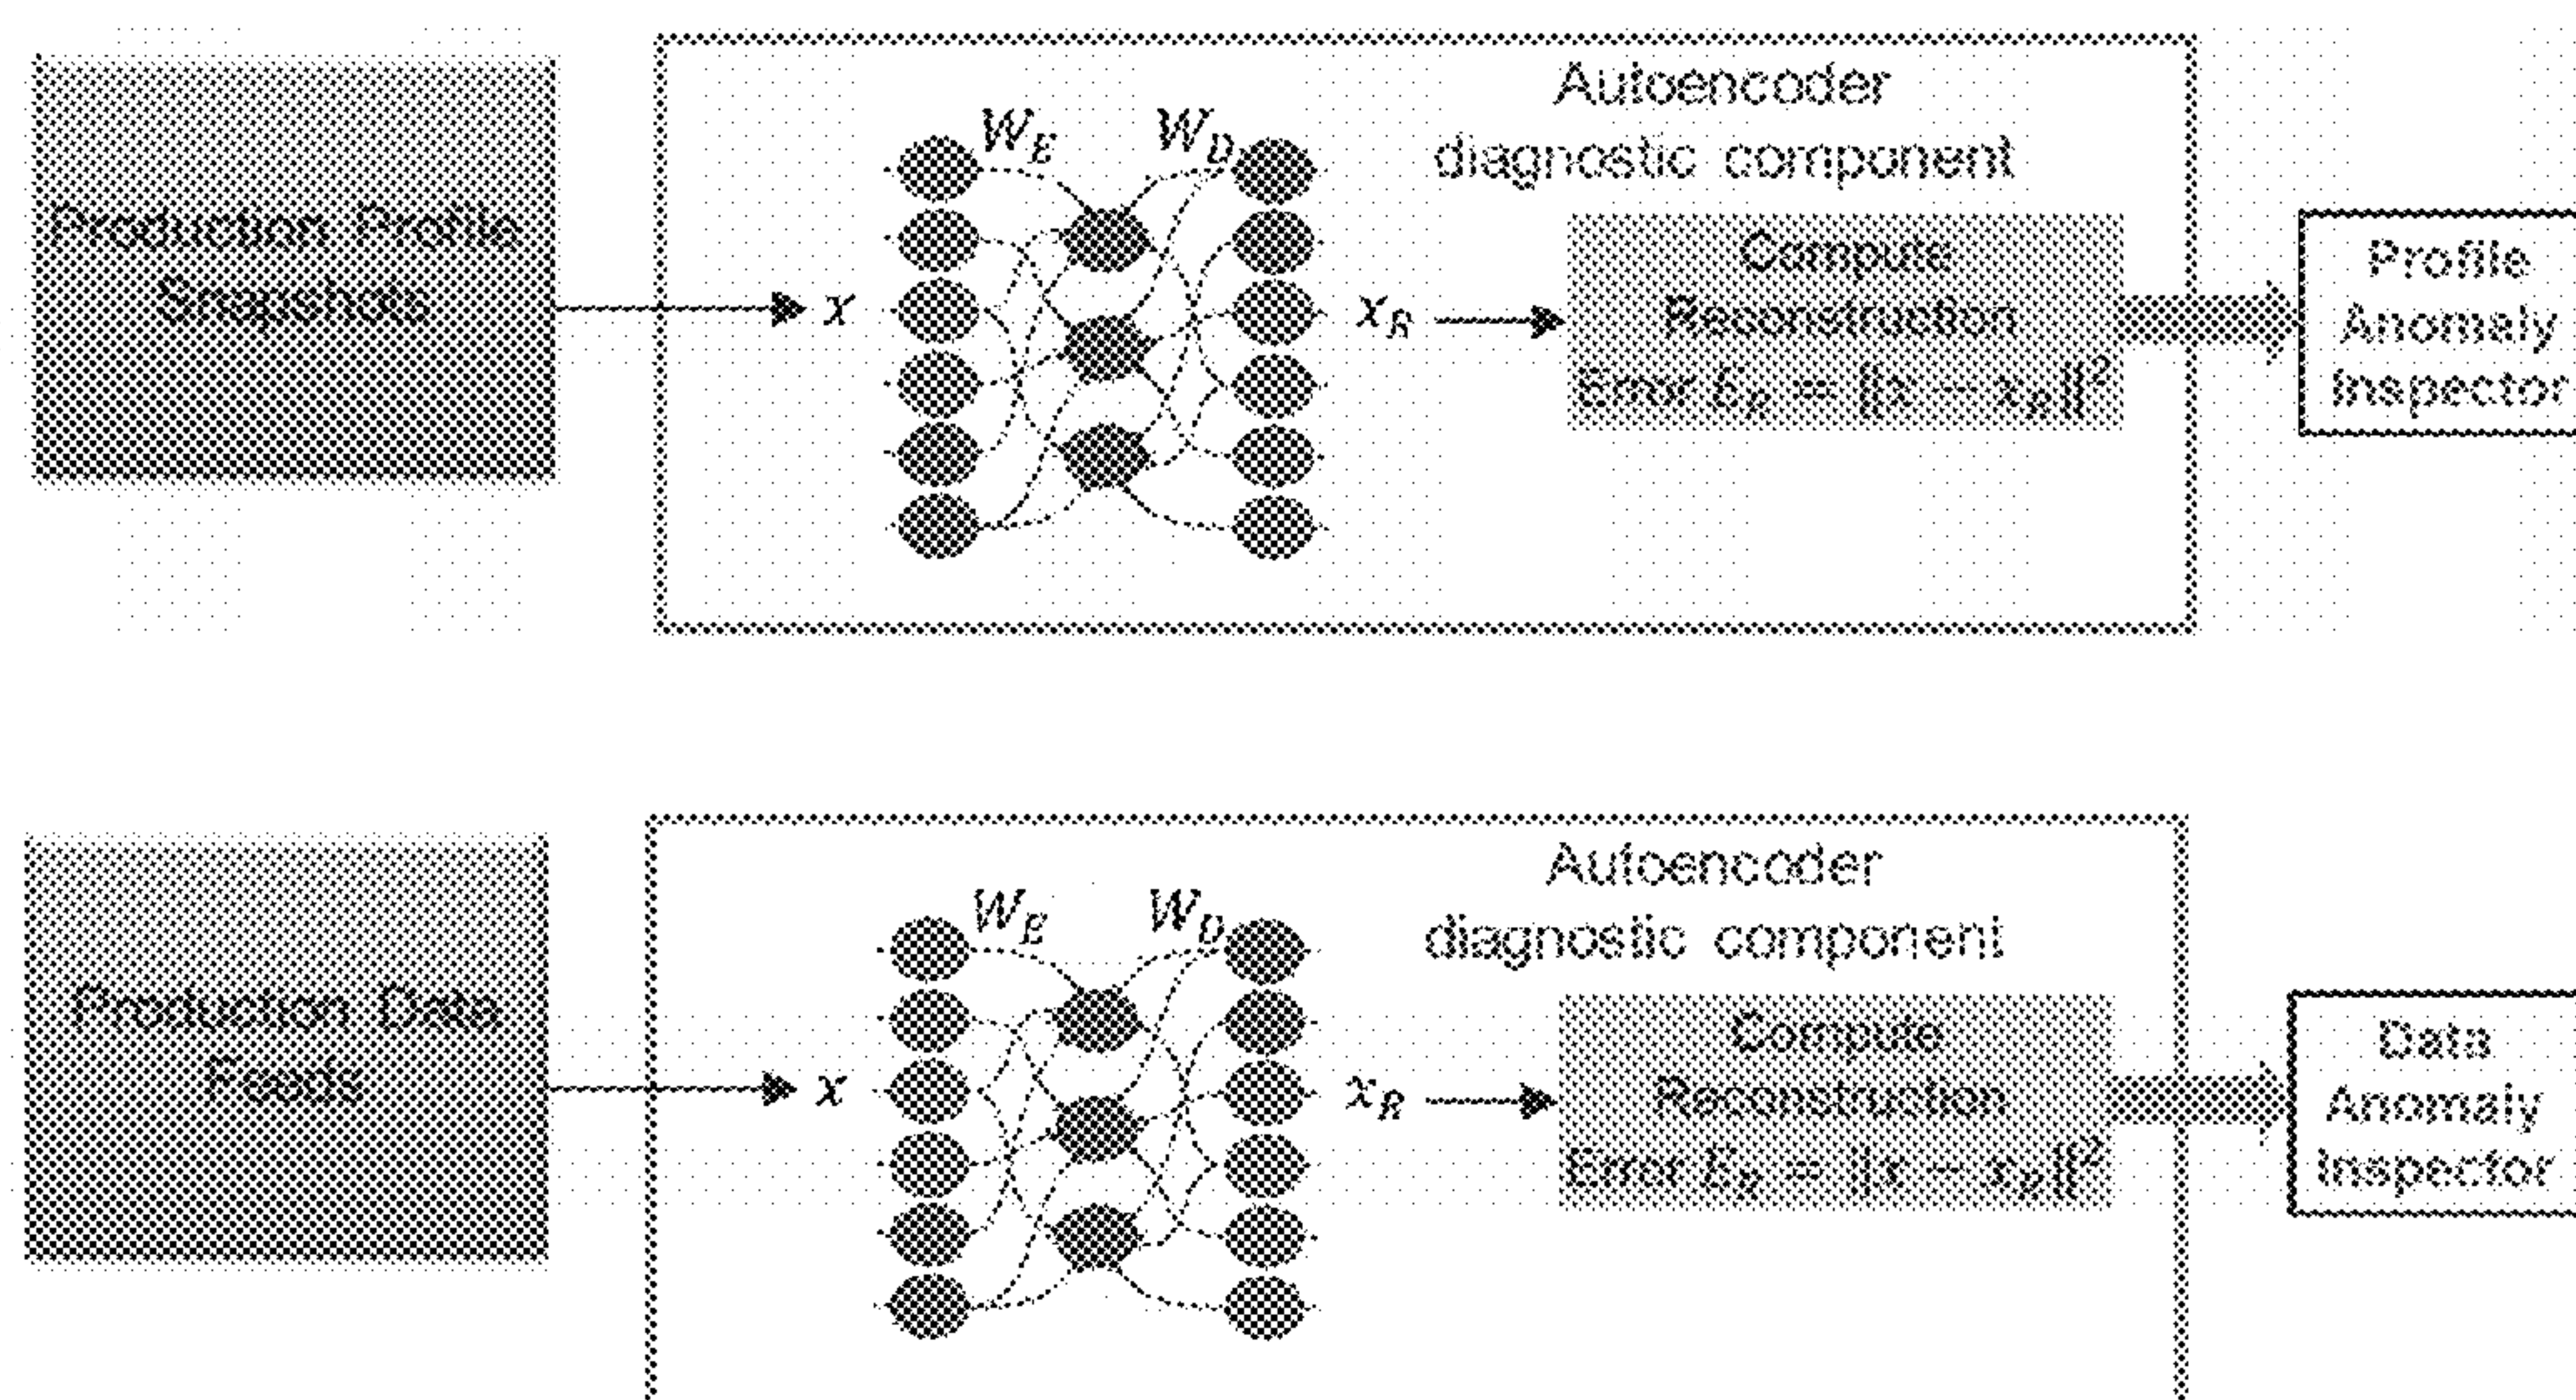 Autoencoder
diagnostic component
W_E W_D
Production Profile
Snapshots
x
x_R
Compute
Reconstruction
Error E_R = ||x − x_R||²
Profile
Anomaly
Inspector
Autoencoder
diagnostic component
W_E W_D
Production Data
Feeds
x
x_R
Compute
Reconstruction
Error E_R = ||x − x_R||²
Data
Anomaly
Inspector